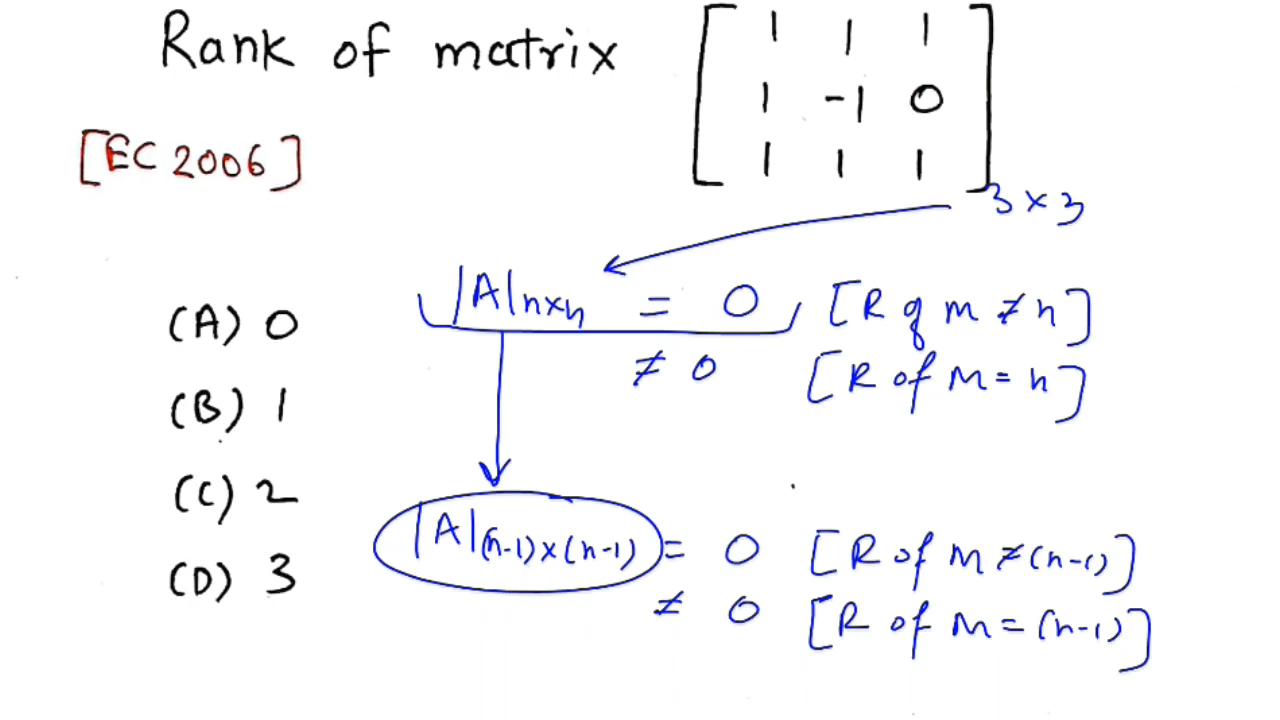 Rank of matrix
[ 1 1 1
1 -1 0
1 1 1 ] 3×3
[EC 2006]
(A) 0
|A|n×n = 0 [R of m ≠ n]
≠ 0 [R of M = n]
(B) 1
(C) 2
|A|(n-1)×(n-1) = 0 [R of M ≠ (n-1)]
(D) 3
≠ 0 [R of M = (n-1)]